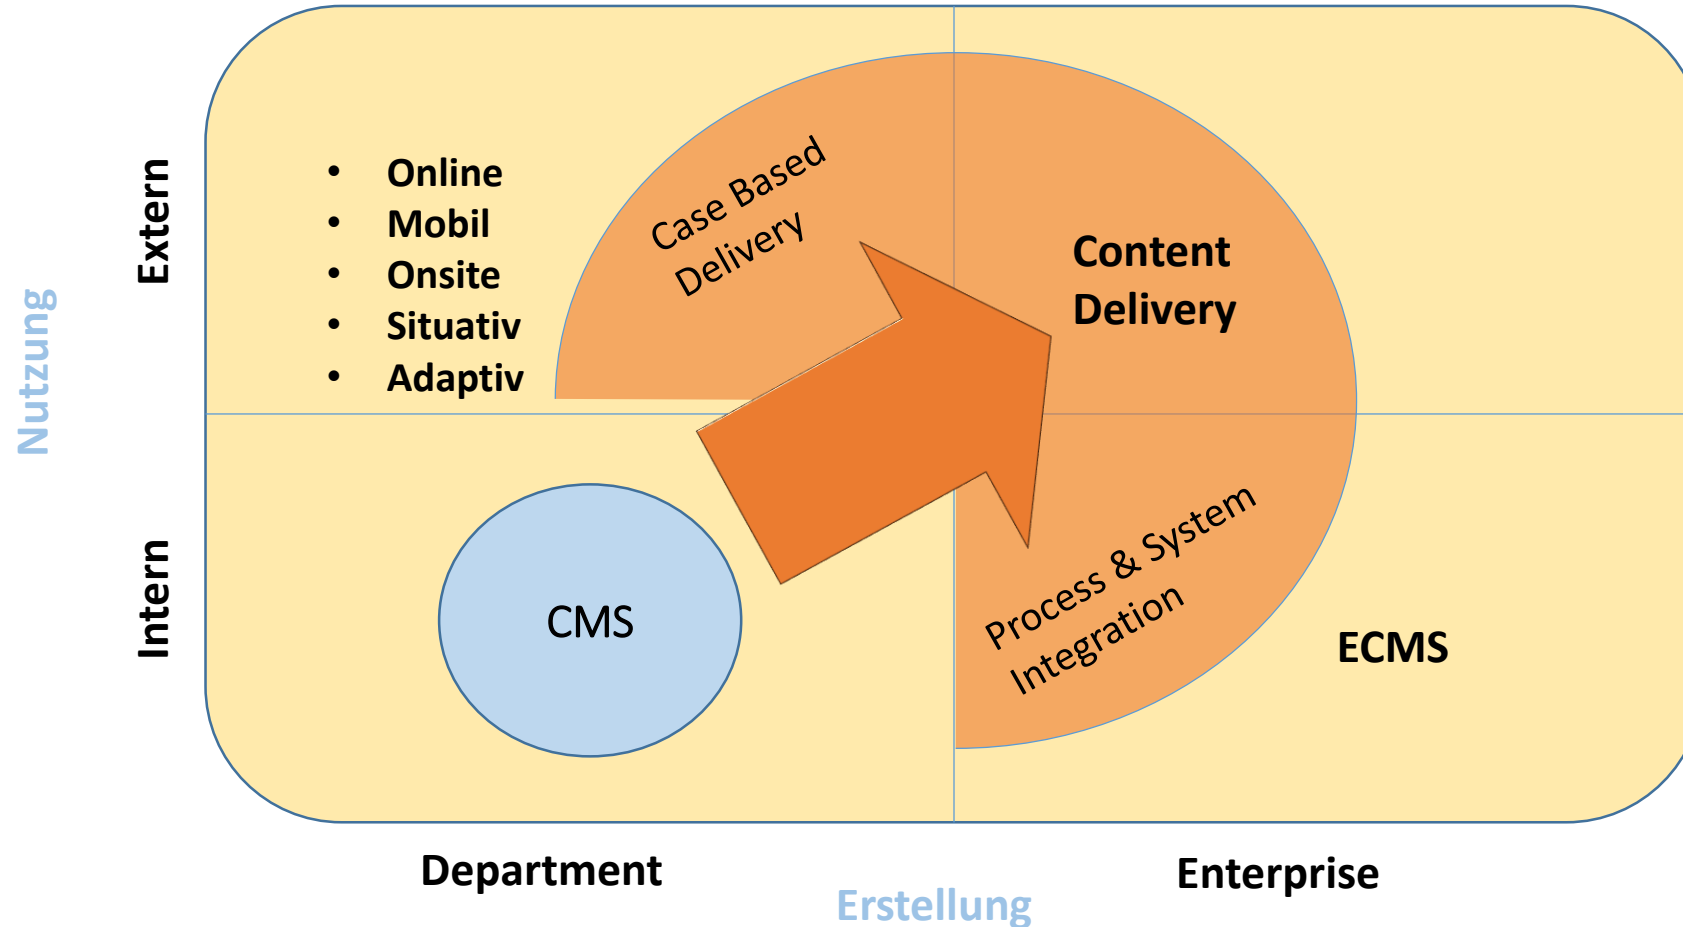 Nutzung
Extern
Intern
• Online
• Mobil
• Onsite
• Situativ
• Adaptiv
Case Based
Delivery
Content
Delivery
CMS
Process & System
Integration
ECMS
Department
Enterprise
Erstellung